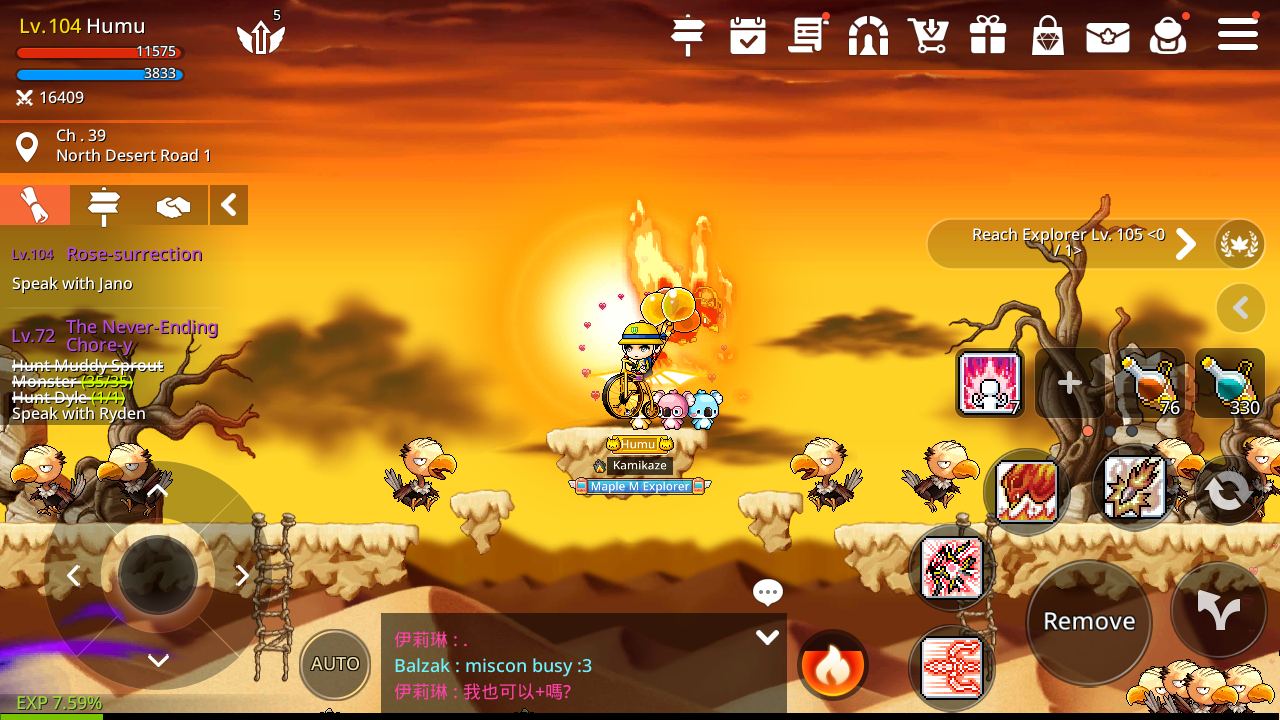 Lv.104 Humu
5
11575
3833
16409
Ch . 39
North Desert Road 1
Lv.104 Rose-surrection
Speak with Jano
Lv.72 The Never-Ending
Chore-y
Hunt Muddy Sprout
Monster (35/35)
Hunt Dyle (1/1)
Speak with Ryden
Reach Explorer Lv. 105 <0
/ 1>
7
76
330
Humu
Kamikaze
Maple M Explorer
Remove
AUTO
伊莉琳 : .
Balzak : miscon busy :3
伊莉琳 : 我也可以+嗎?
EXP 7.59%